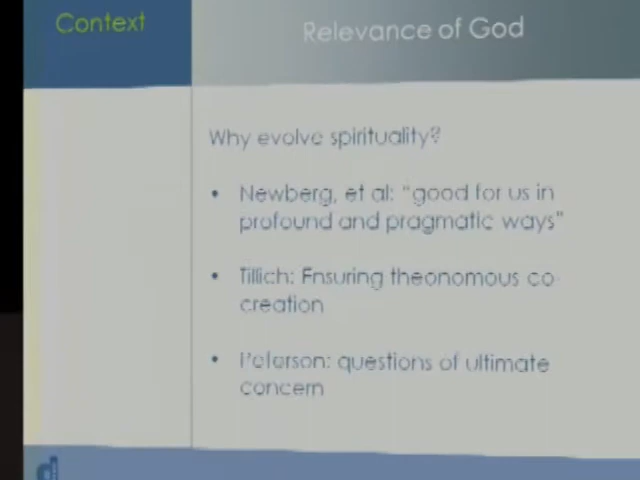 Context
Relevance of God
Why evolve spirituality?
• Newberg, et al: "good for us in
profound and pragmatic ways"
• Tillich: Ensuring theonomous co
creation
• Peterson: questions of ultimate
concern